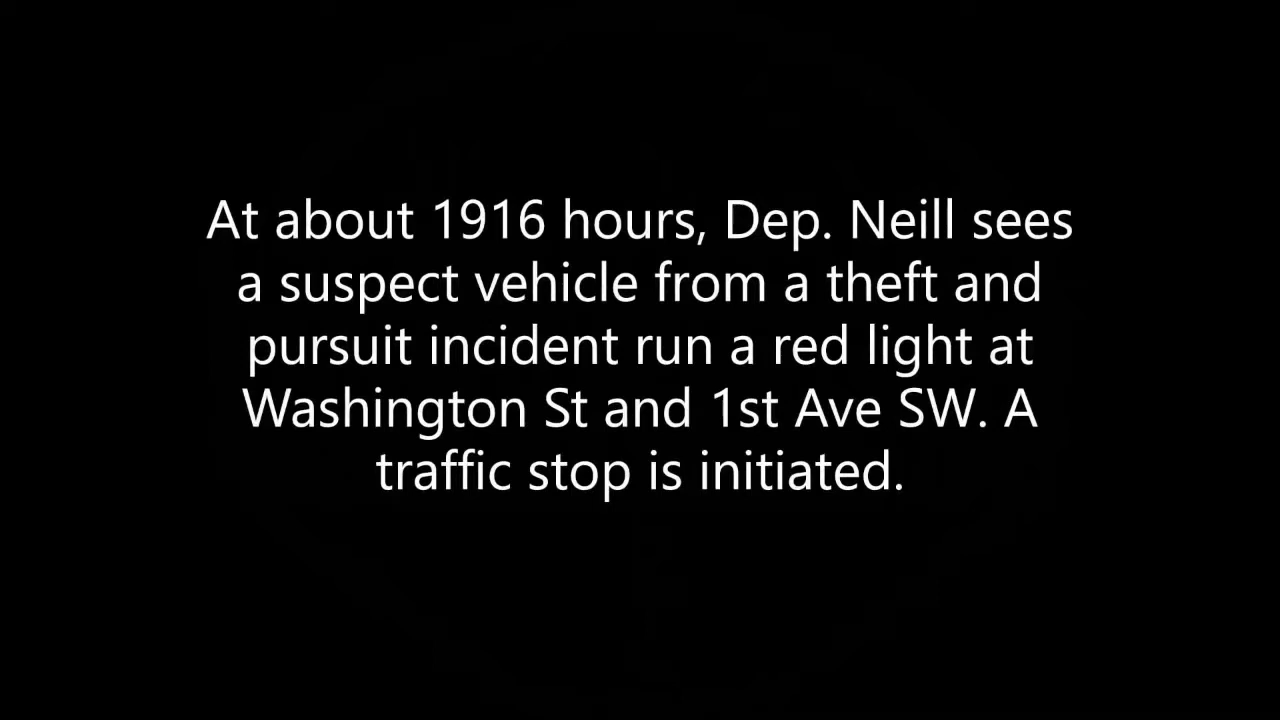 At about 1916 hours, Dep. Neill sees
a suspect vehicle from a theft and
pursuit incident run a red light at
Washington St and 1st Ave SW. A
traffic stop is initiated.